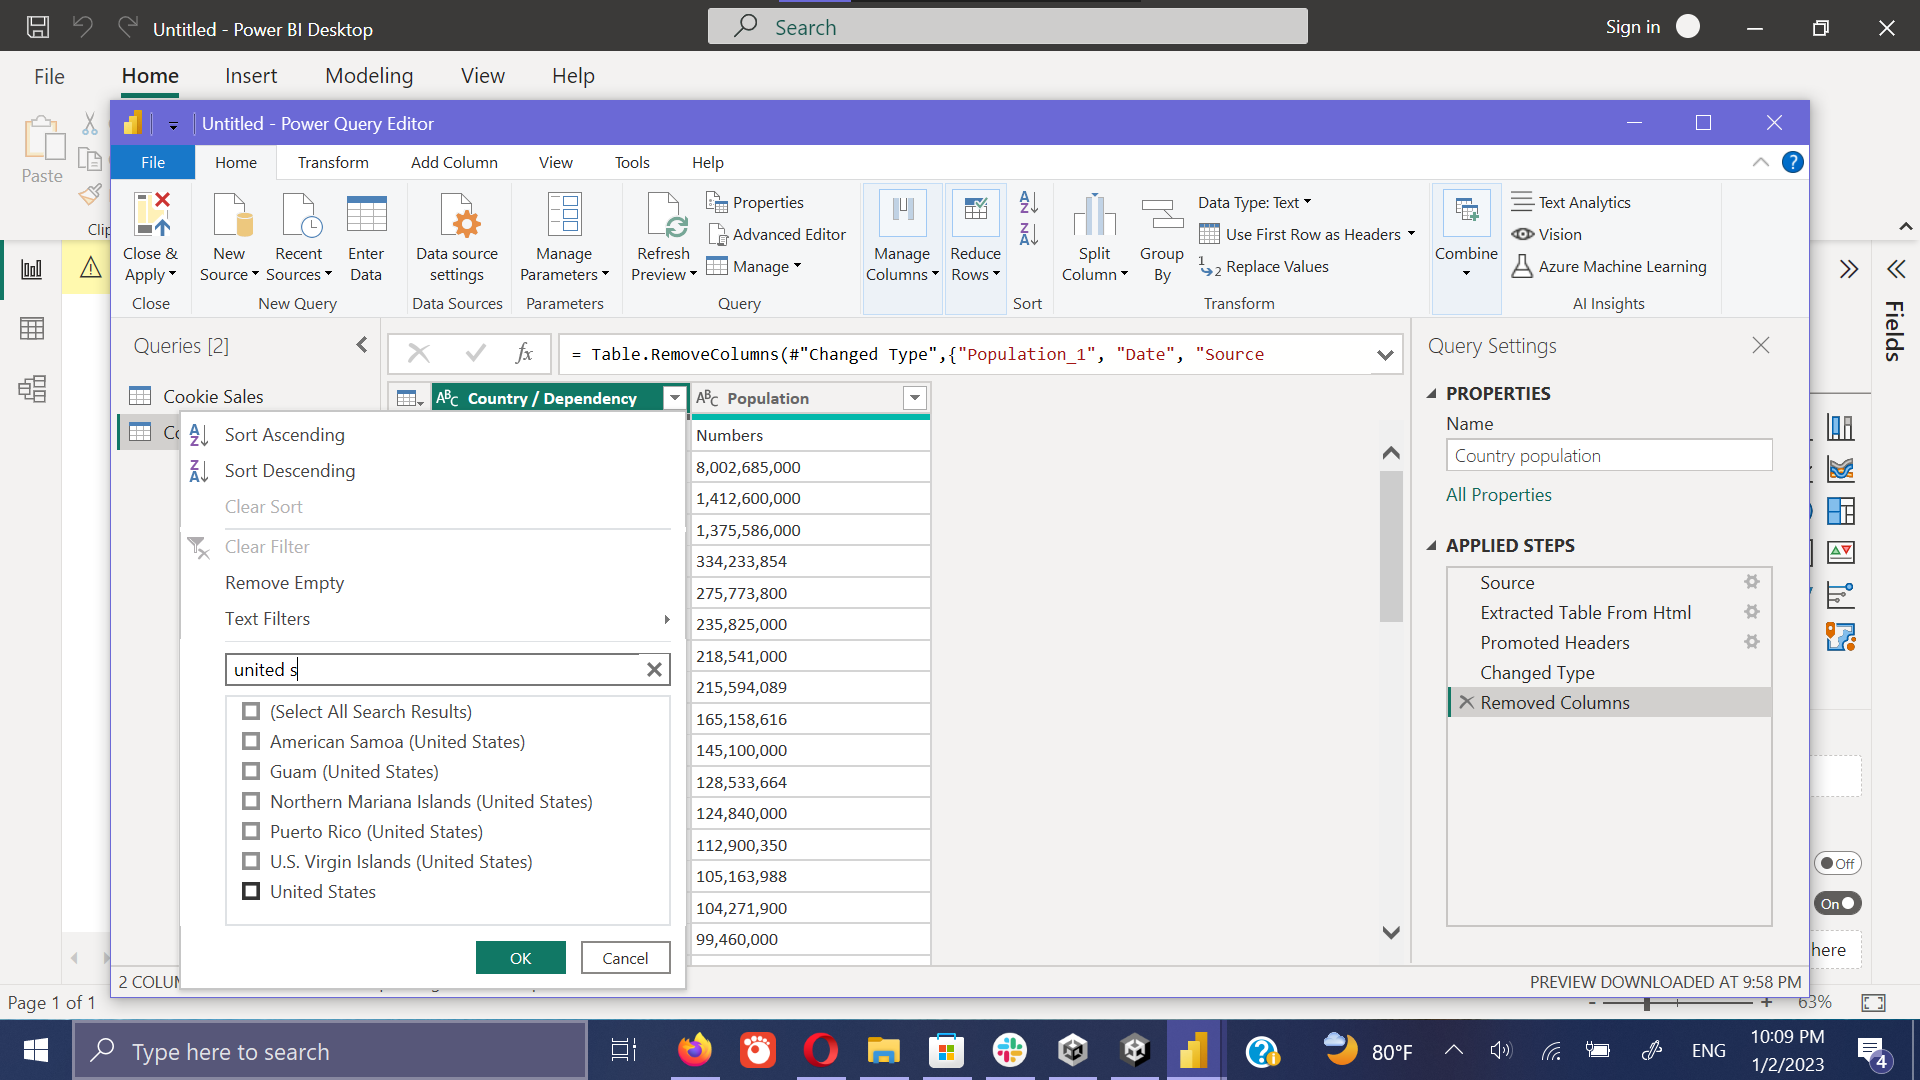 Untitled - Power BI Desktop
Search
Sign in
File
Home
Insert
Modeling
View
Help
Paste
Untitled - Power Query Editor
File
Home
Transform
Add Column
View
Tools
Help
Close &
Apply
Close
New
Source
Recent
Sources
Enter
Data
New Query
Data source
settings
Data Sources
Manage
Parameters
Parameters
Refresh
Preview
Properties
Advanced Editor
Manage
Query
Manage
Columns
Reduce
Rows
Sort
Split
Column
Group
By
Data Type: Text
Use First Row as Headers
Replace Values
Transform
Combine
Text Analytics
Vision
Azure Machine Learning
AI Insights
Fields
Queries [2]
Cookie Sales
fx
= Table.RemoveColumns(#"Changed Type",{"Population_1", "Date", "Source
Country / Dependency
Population
Numbers
8,002,685,000
1,412,600,000
1,375,586,000
334,233,854
275,773,800
235,825,000
218,541,000
215,594,089
165,158,616
145,100,000
128,533,664
124,840,000
112,900,350
105,163,988
104,271,900
99,460,000
Sort Ascending
Sort Descending
Clear Sort
Clear Filter
Remove Empty
Text Filters
united s
(Select All Search Results)
American Samoa (United States)
Guam (United States)
Northern Mariana Islands (United States)
Puerto Rico (United States)
U.S. Virgin Islands (United States)
United States
OK
Cancel
Query Settings
PROPERTIES
Name
Country population
All Properties
APPLIED STEPS
Source
Extracted Table From Html
Promoted Headers
Changed Type
Removed Columns
Off
On
here
PREVIEW DOWNLOADED AT 9:58 PM
Page 1 of 1
63%
Type here to search
80°F
ENG
10:09 PM
1/2/2023
4